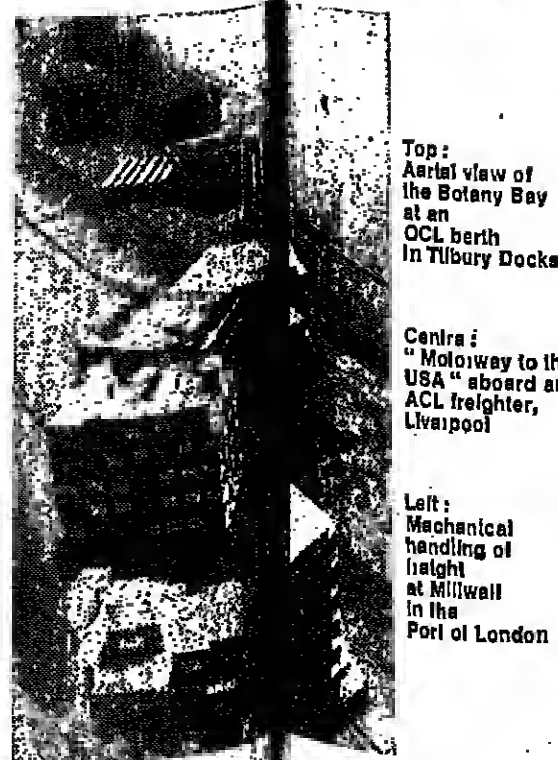 Top :
Aerial view of
the Botany Bay
at an
OCL berth
in Tilbury Docks
Centre :
" Motorway to th
USA " aboard a
ACL freighter,
Liverpool
Left :
Mechanical
handling of
freight
at Millwall
in the
Port of London